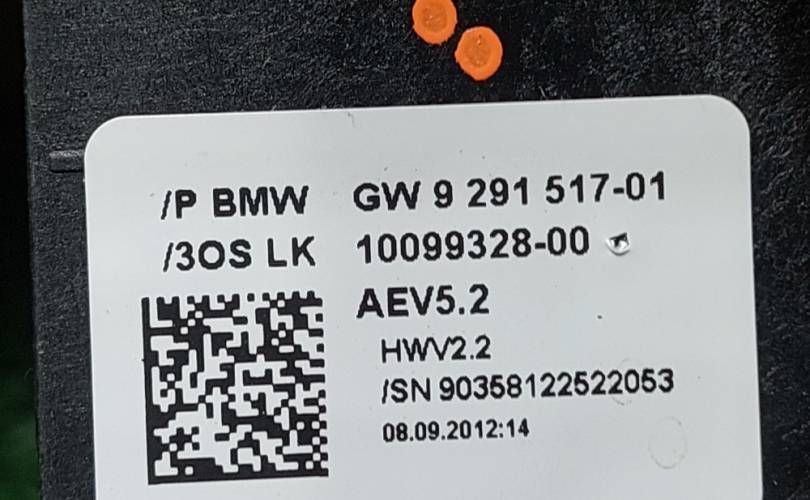 /P BMW GW 9 291 517-01
/3OS LK 10099328-00
AEV5.2
HWV2.2
/SN 90358122522053
08.09.2012:14